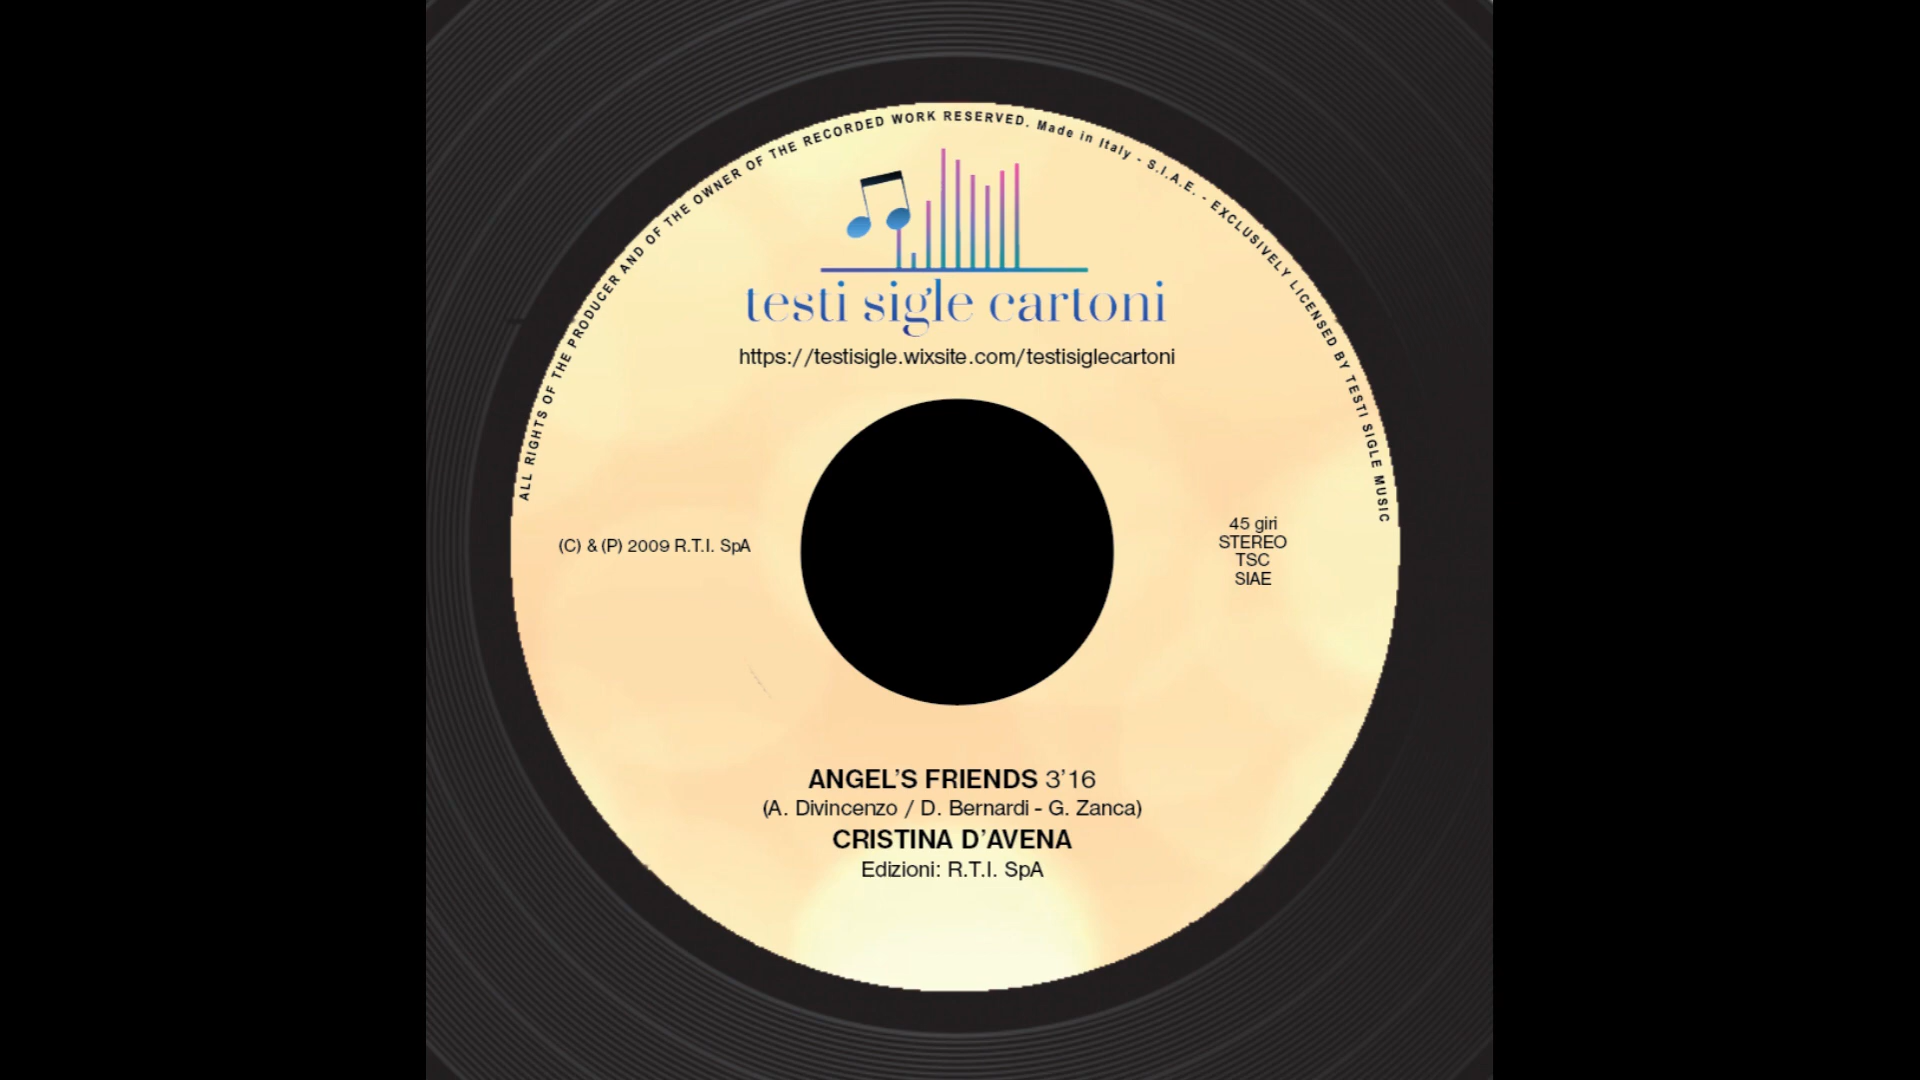 ALL RIGHTS OF THE PRODUCER AND OF THE OWNER OF THE RECORDED WORK RESERVED. Made in Italy - S.I.A.E. - EXCLUSIVELY LICENSED BY TESTI SIGLE MUSIC
testi sigle cartoni
https://testisigle.wixsite.com/testisiglecartoni
(C) & (P) 2009 R.T.I. SpA
45 giri
STEREO
TSC
SIAE
ANGEL'S FRIENDS 3'16
(A. Divincenzo / D. Bernardi - G. Zanca)
CRISTINA D'AVENA
Edizioni: R.T.I. SpA